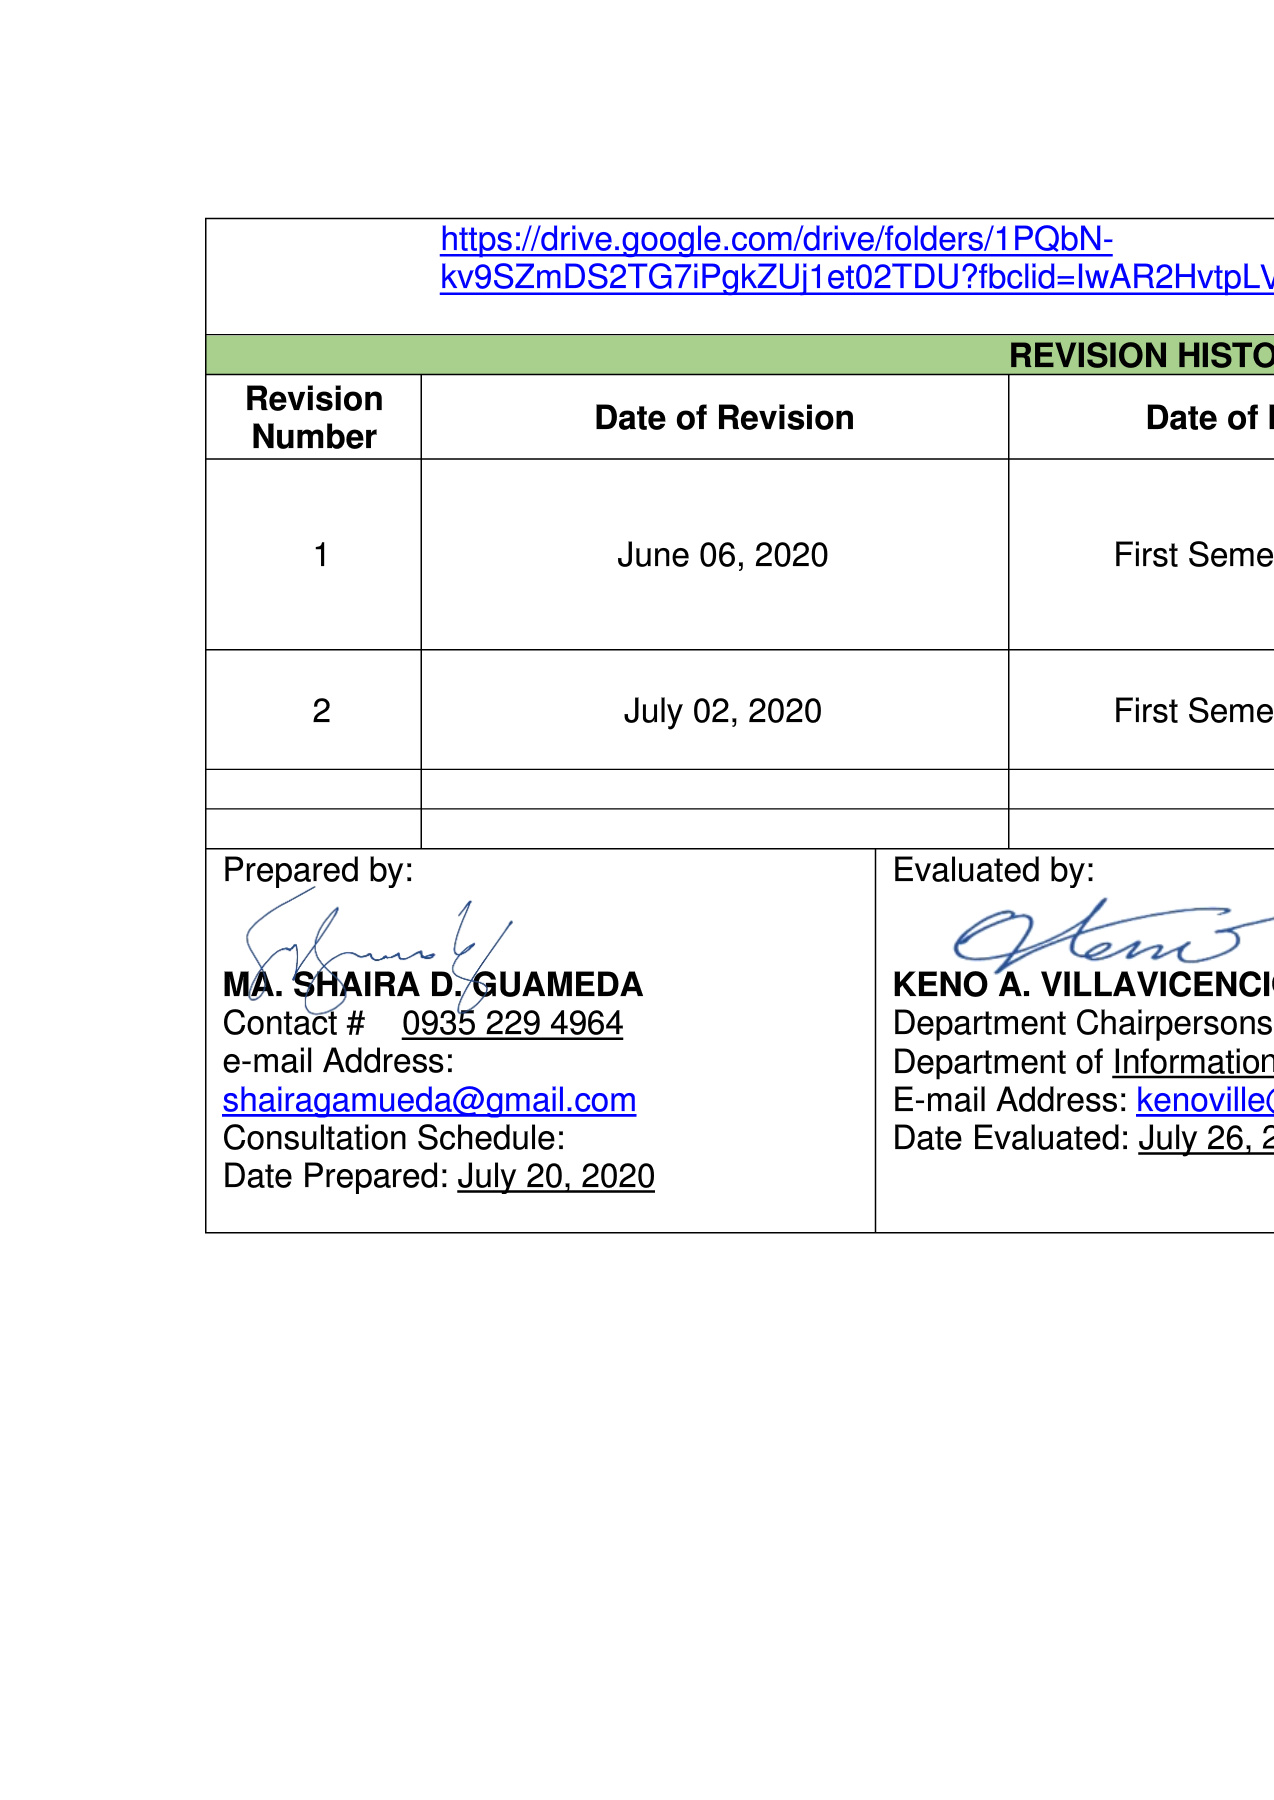 https://drive.google.com/drive/folders/1PQbN-
kv9SZmDS2TG7iPgkZUj1et02TDU?fbclid=IwAR2HvtpLV
REVISION HISTO
Revision
Number
Date of Revision
Date of
1
June 06, 2020
First Seme
2
July 02, 2020
First Seme
Prepared by:
MA. SHAIRA D. GUAMEDA
Contact # 0935 229 4964
e-mail Address:
shairagamueda@gmail.com
Consultation Schedule:
Date Prepared: July 20, 2020
Evaluated by:
Keno
KENO A. VILLAVICENCIO
Department Chairpersons
Department of Information
E-mail Address: kenoville@
Date Evaluated: July 26, 2